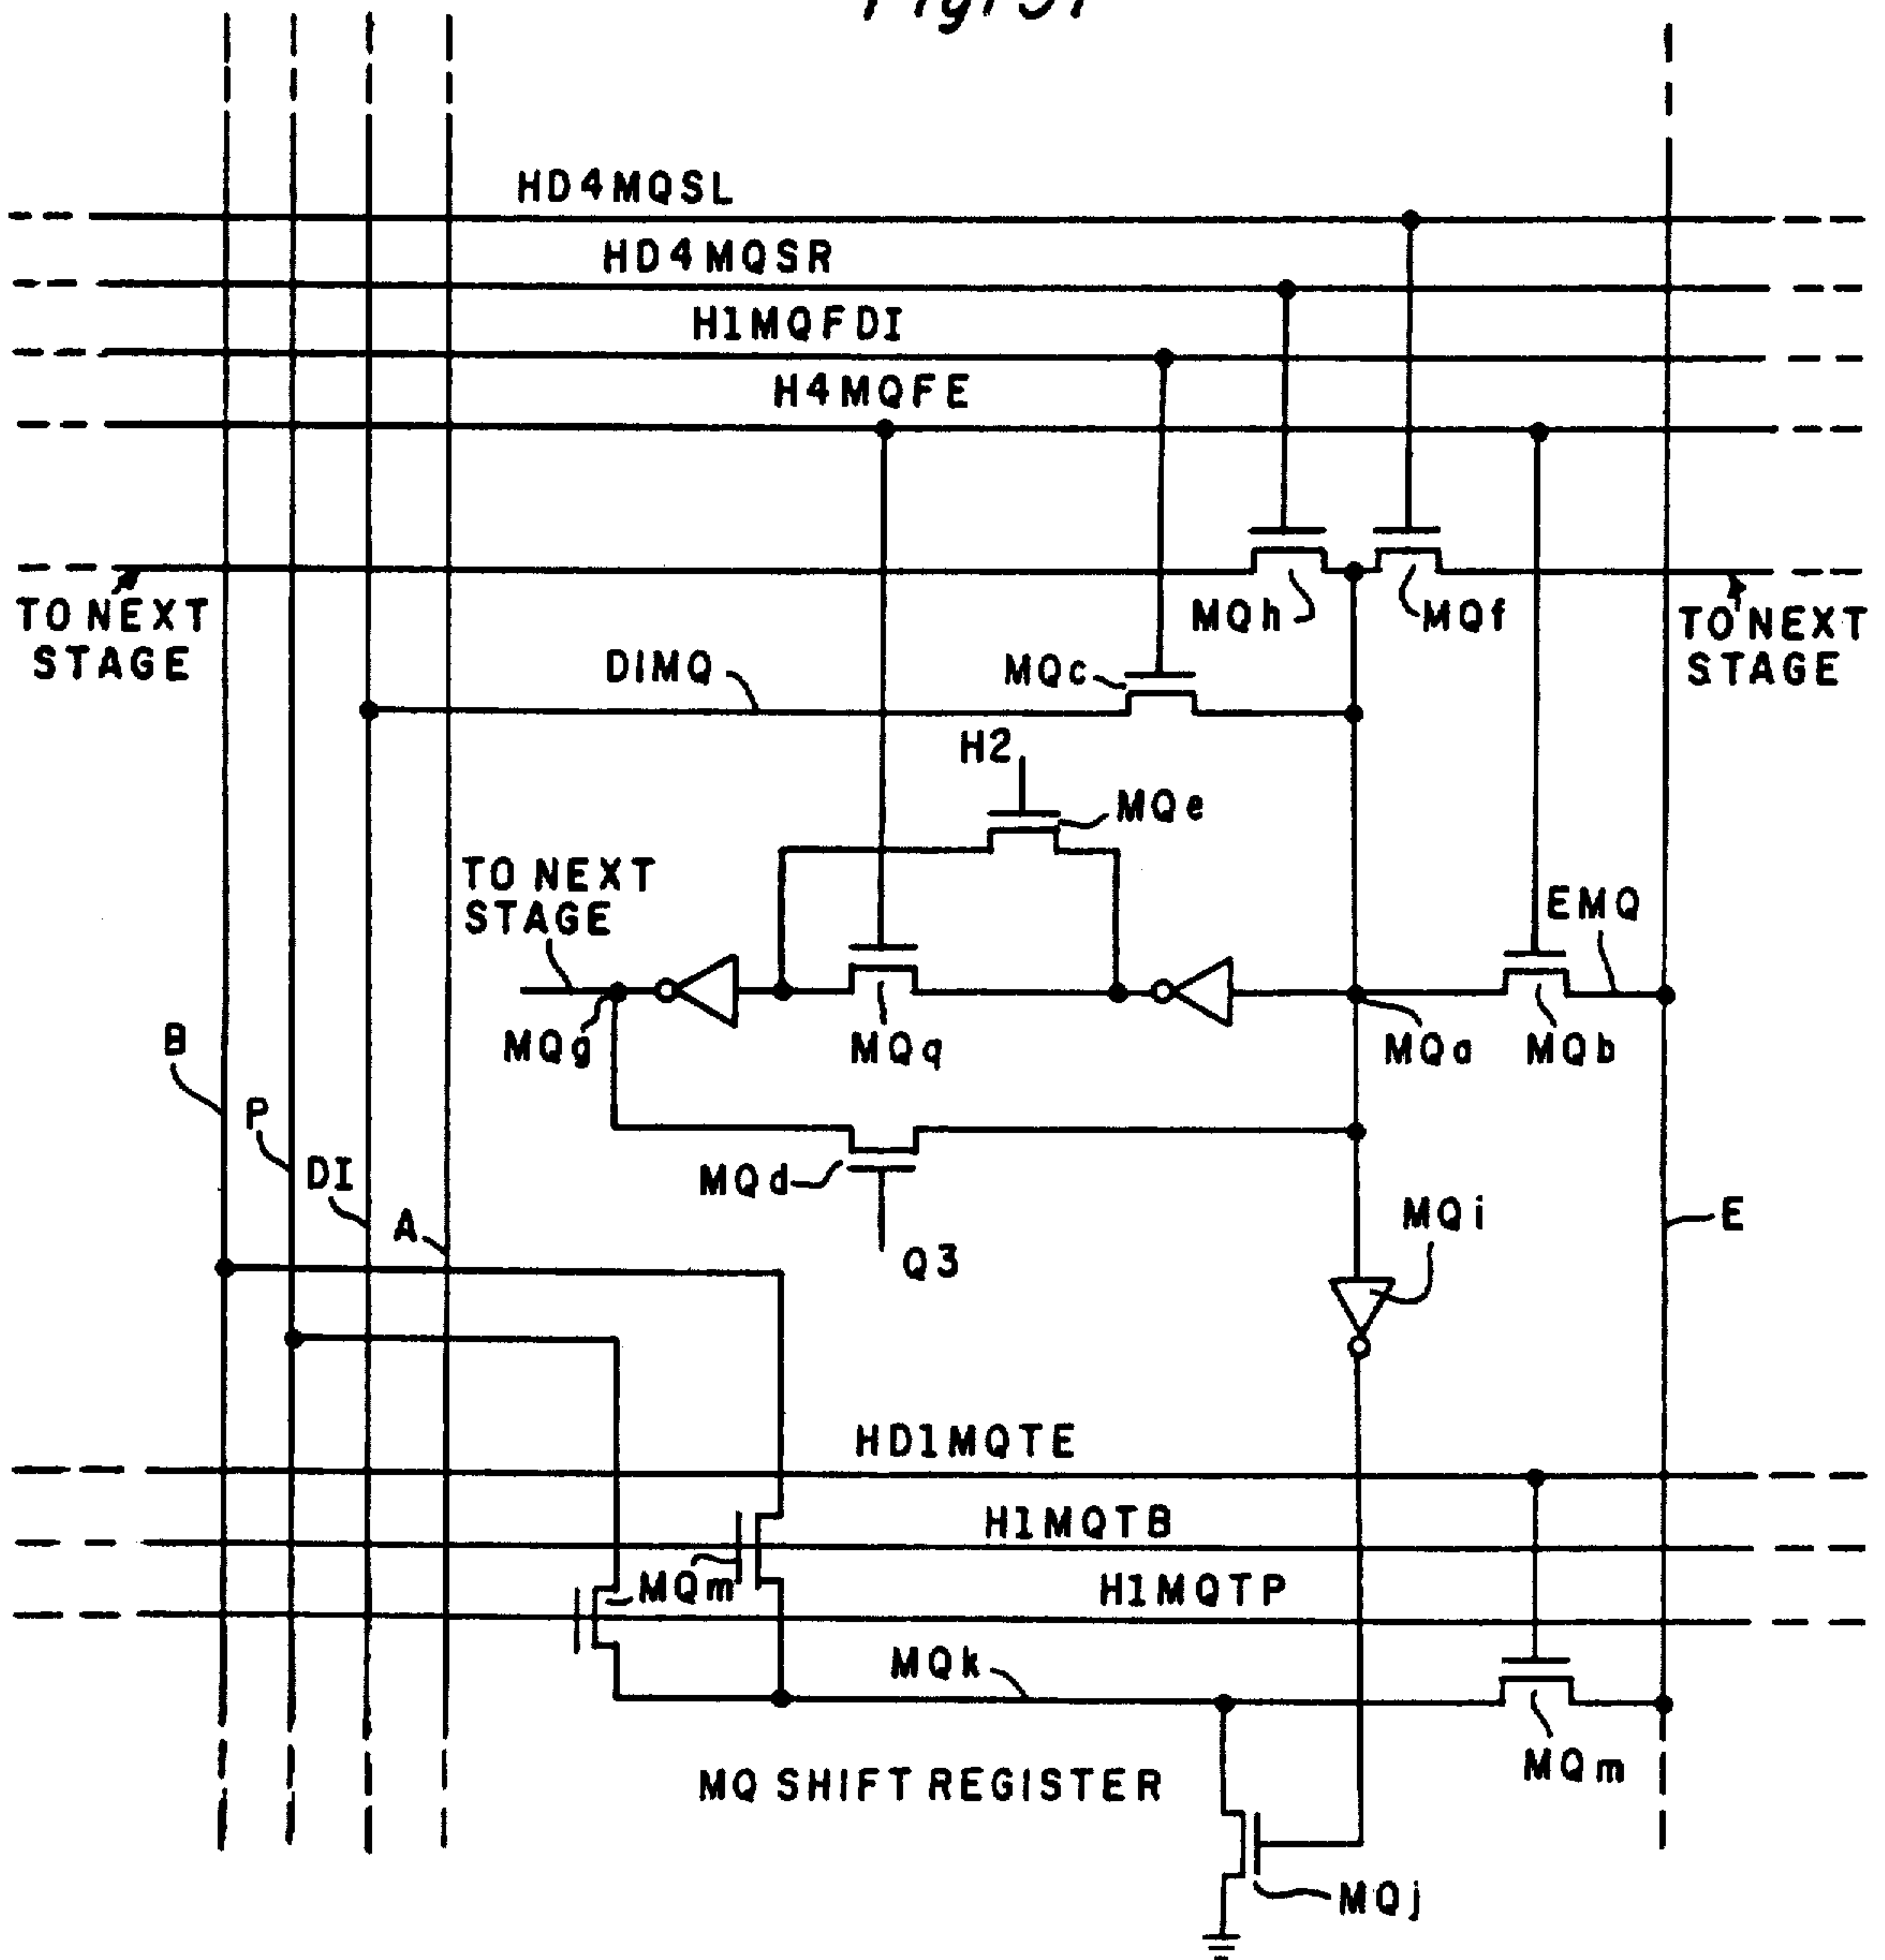 HD4MQSL
HD4MQSR
H1MQFDI
H4MQFE
TO NEXT
STAGE
MQh
MQf
TO NEXT
STAGE
DIMQ
MQc
H2
MQe
TO NEXT
STAGE
EMQ
MQg
MQq
MQa
MQb
B
P
DI
A
MQd
Q3
MQi
E
HD1MQTE
H1MQTB
MQm
H1MQTP
MQk
MQm
MQ SHIFT REGISTER
MQj